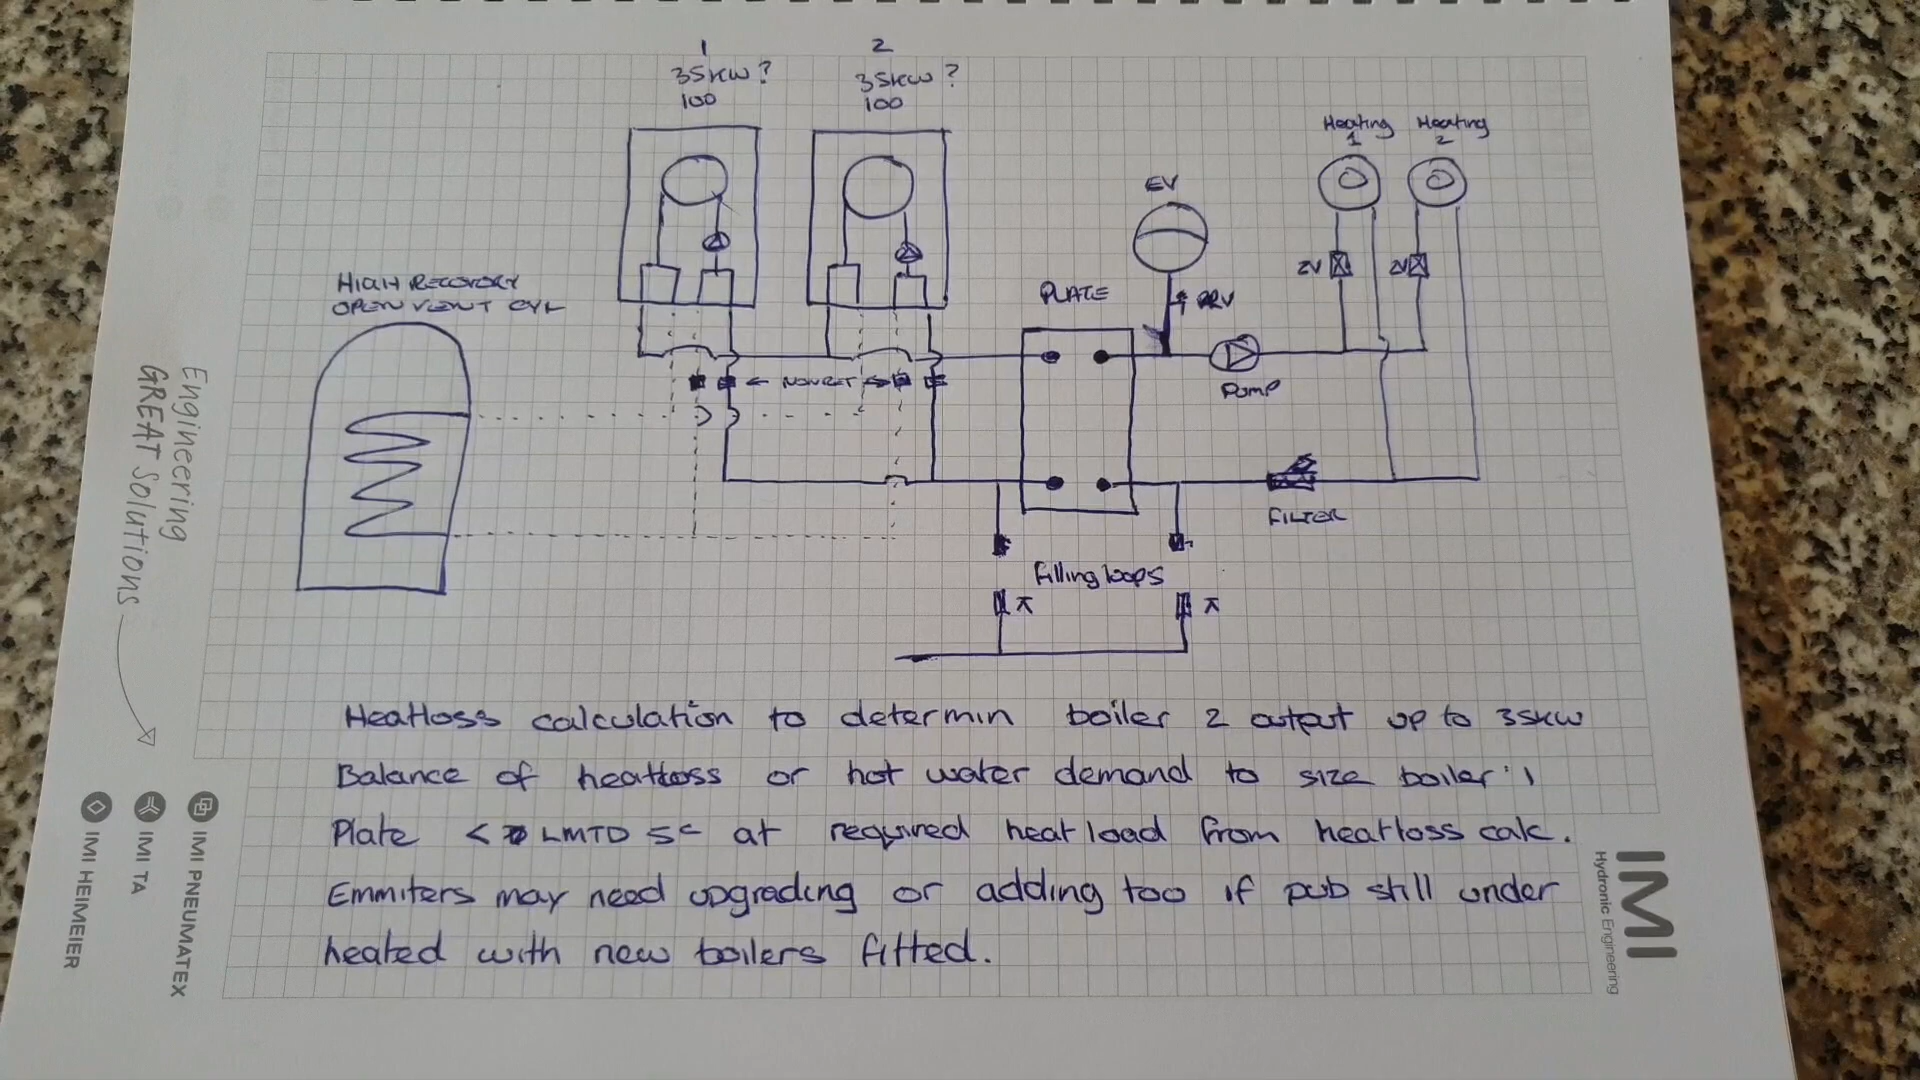 1
2
35KW ?
35KW ?
100
100
Heating
1
Heating
2
EV
HIGH RECOVERY
OPEN VENT CYL
PLATE
PRV
ZV
ZV
← NONRET →
Pump
FILTER
Filling loops
Heatloss calculation to determin boiler 2 output up to 35KW
Balance of heatloss or hot water demand to size boiler 1
Plate < LMTD 5c at required heat load from heatloss calc.
Emmiters may need upgrading or adding too if pub still under
heated with new boilers fitted.
Engineering
GREAT Solutions
IMI PNEUMATEX
IMI TA
IMI HEIMEIER
IMI
Hydronic Engineering